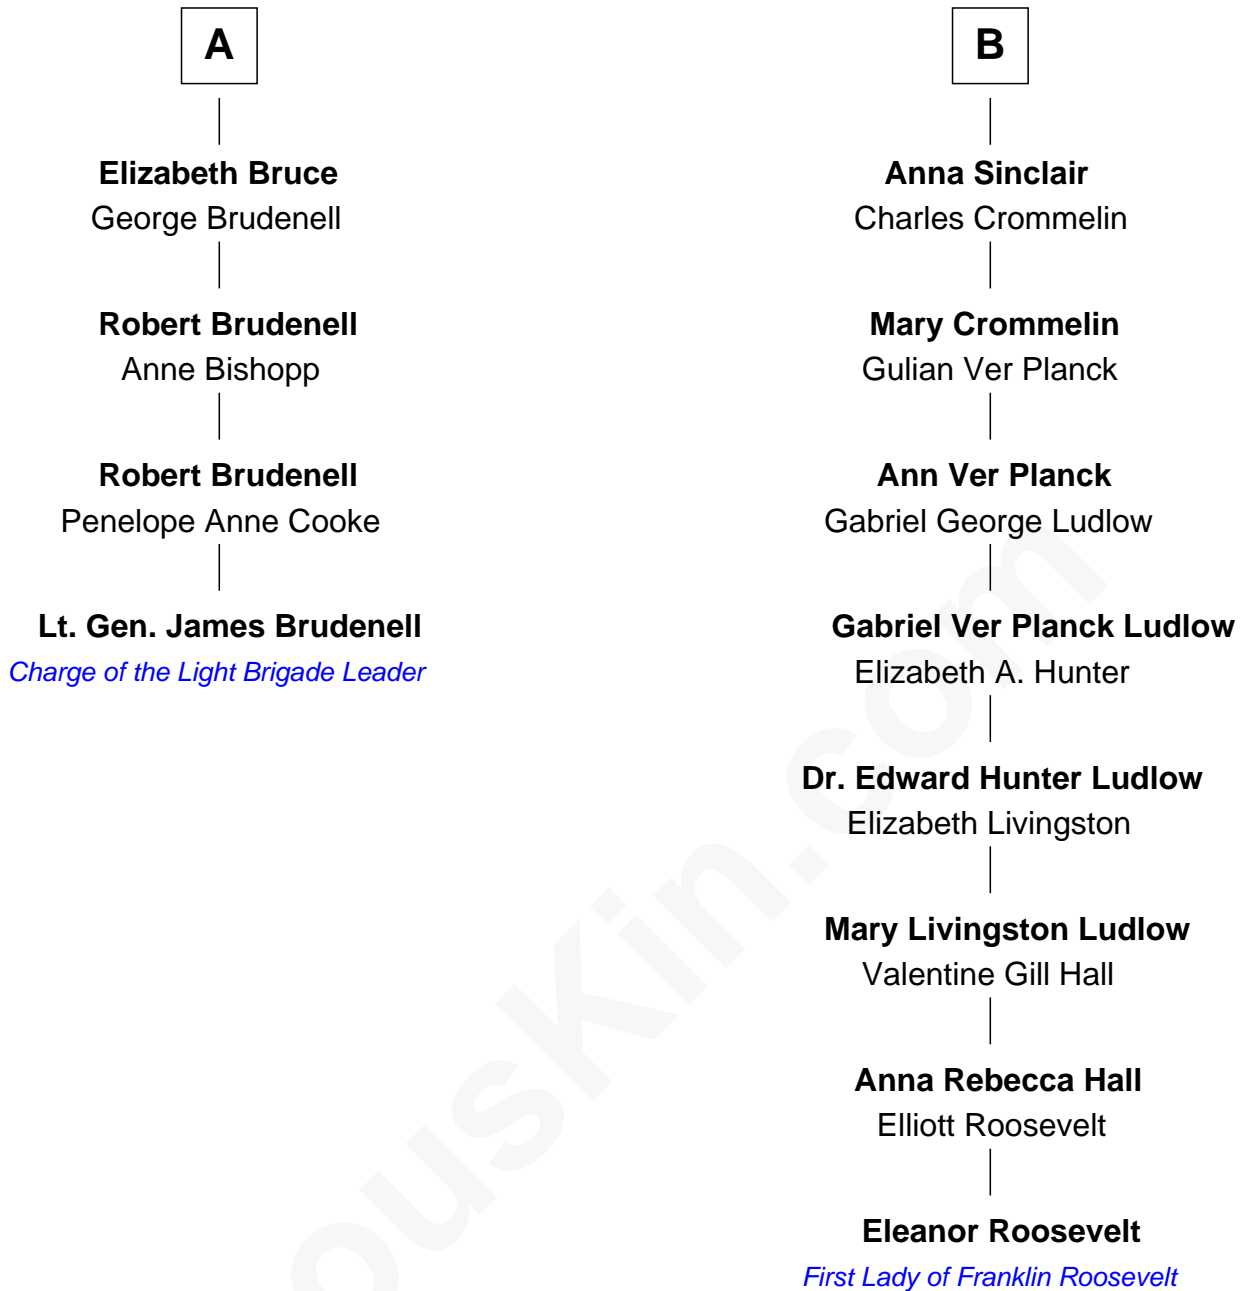 A
Elizabeth Bruce
George Brudenell
Robert Brudenell
Anne Bishopp
Robert Brudenell
Penelope Anne Cooke
Lt. Gen. James Brudenell
Charge of the Light Brigade Leader
B
Anna Sinclair
Charles Crommelin
Mary Crommelin
Gulian Ver Planck
Ann Ver Planck
Gabriel George Ludlow
Gabriel Ver Planck Ludlow
Elizabeth A. Hunter
Dr. Edward Hunter Ludlow
Elizabeth Livingston
Mary Livingston Ludlow
Valentine Gill Hall
Anna Rebecca Hall
Elliott Roosevelt
Eleanor Roosevelt
First Lady of Franklin Roosevelt
ousKin.com